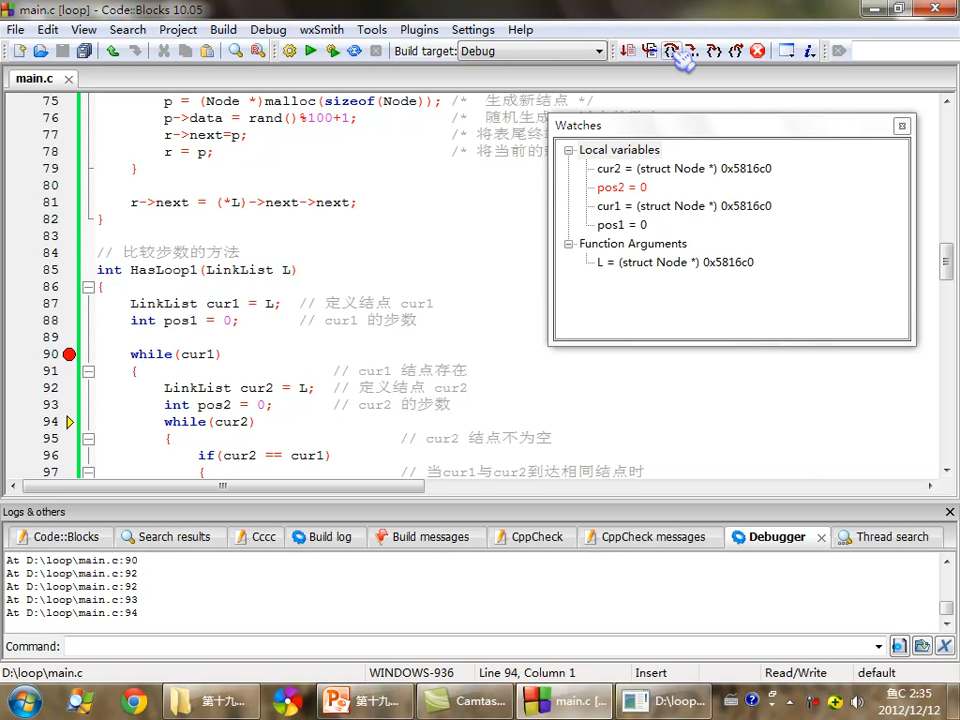 main.c [loop] - Code::Blocks 10.05
File Edit View Search Project Build Debug wxSmith Tools Plugins Settings Help
Build target: Debug
main.c
75 p = (Node *)malloc(sizeof(Node)); /* 生成新结点 */
76 p->data = rand()%100+1; /* 随机生成
77 r->next=p; /* 将表尾终
78 r = p; /* 将当前的
79 }
80
81 r->next = (*L)->next->next;
82 }
83
84 // 比较步数的方法
85 int HasLoop1(LinkList L)
86 {
87 LinkList cur1 = L; // 定义结点 cur1
88 int pos1 = 0; // cur1 的步数
89
90 while(cur1)
91 { // cur1 结点存在
92 LinkList cur2 = L; // 定义结点 cur2
93 int pos2 = 0; // cur2 的步数
94 while(cur2)
95 { // cur2 结点不为空
96 if(cur2 == cur1)
97 { // 当cur1与cur2到达相同结点时
Watches
Local variables
cur2 = (struct Node *) 0x5816c0
pos2 = 0
cur1 = (struct Node *) 0x5816c0
pos1 = 0
Function Arguments
L = (struct Node *) 0x5816c0
Logs & others
Code::Blocks Search results Cccc Build log Build messages CppCheck CppCheck messages Debugger Thread search
At D:\loop\main.c:90
At D:\loop\main.c:92
At D:\loop\main.c:92
At D:\loop\main.c:93
At D:\loop\main.c:94
Command:
D:\loop\main.c WINDOWS-936 Line 94, Column 1 Insert Read/Write default
第十九... 第十九... Camtas... main.c [... D:\loop... 鱼C 2:35
2012/12/12